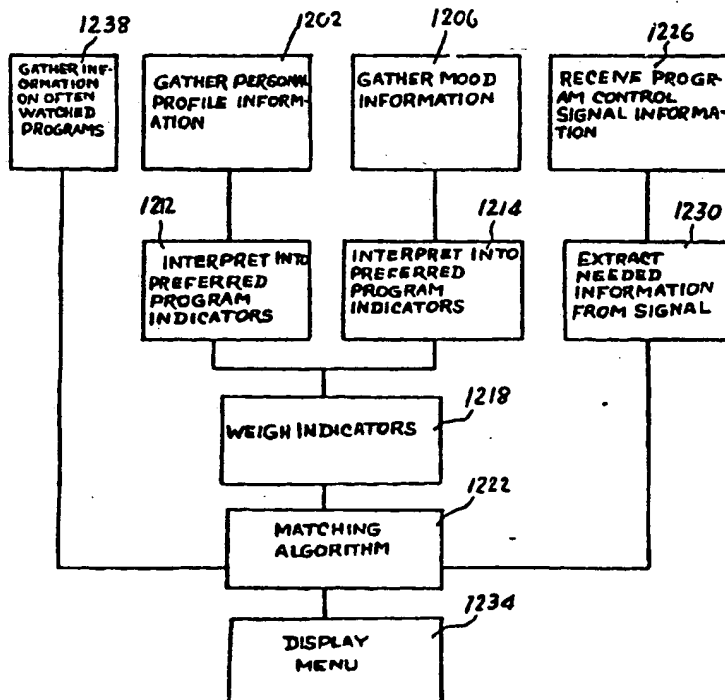 1238
1202
1206
1226
GATHER INF-
ORMATION
ON OFTEN
WATCHED
PROGRAMS
GATHER PERSONAL
PROFILE INFORM-
ATION
GATHER MOOD
INFORMATION
RECEIVE PROGR-
AM CONTROL
SIGNAL INFORMA-
TION
1212
1214
1230
INTERPRET INTO
PREFERRED
PROGRAM
INDICATORS
INTERPRET INTO
PREFERRED
PROGRAM
INDICATORS
EXTRACT
NEEDED
INFORMATION
FROM SIGNAL
1218
WEIGH INDICATORS
1222
MATCHING
ALGORITHM
1234
DISPLAY
MENU